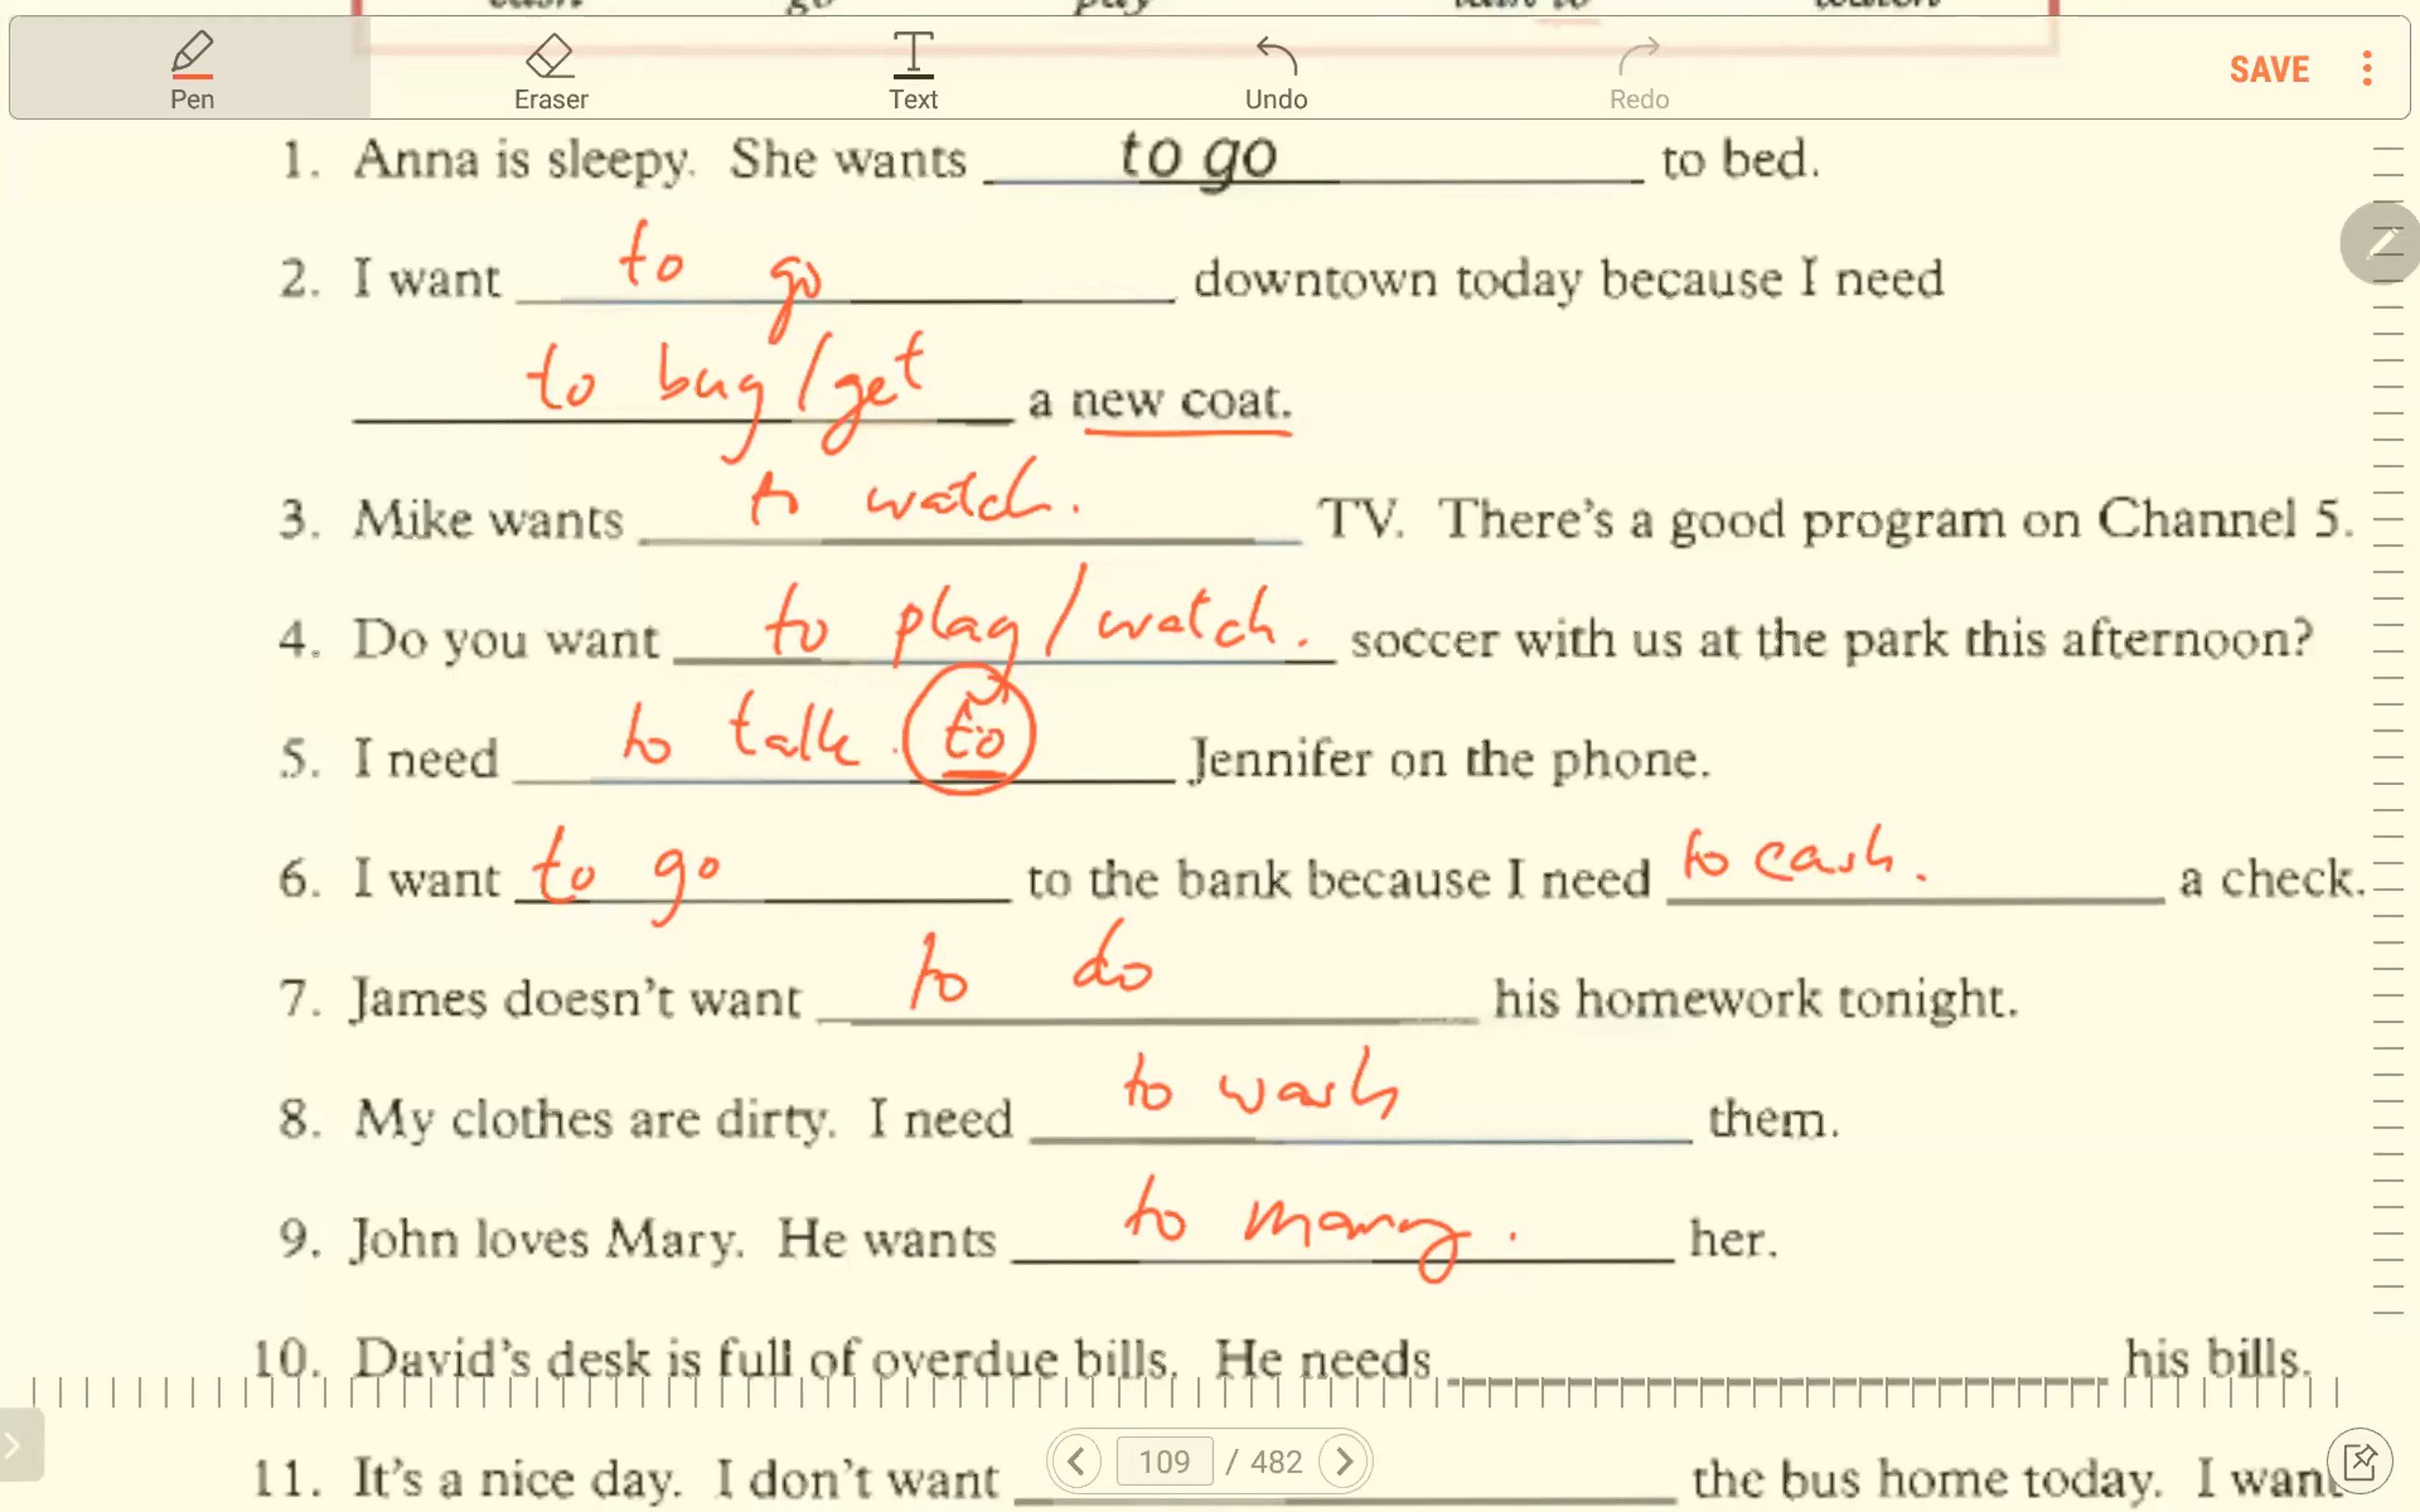 cash go pay talk to watch
Pen Eraser Text Undo Redo SAVE
1. Anna is sleepy. She wants to go to bed.
2. I want to go downtown today because I need
to buy/get a new coat.
3. Mike wants to watch. TV. There's a good program on Channel 5.
4. Do you want to play/watch. soccer with us at the park this afternoon?
5. I need to talk to Jennifer on the phone.
6. I want to go to the bank because I need to cash. a check.
7. James doesn't want to do his homework tonight.
8. My clothes are dirty. I need to wash them.
9. John loves Mary. He wants to marry. her.
10. David's desk is full of overdue bills. He needs his bills.
109 / 482
11. It's a nice day. I don't want the bus home today. I want